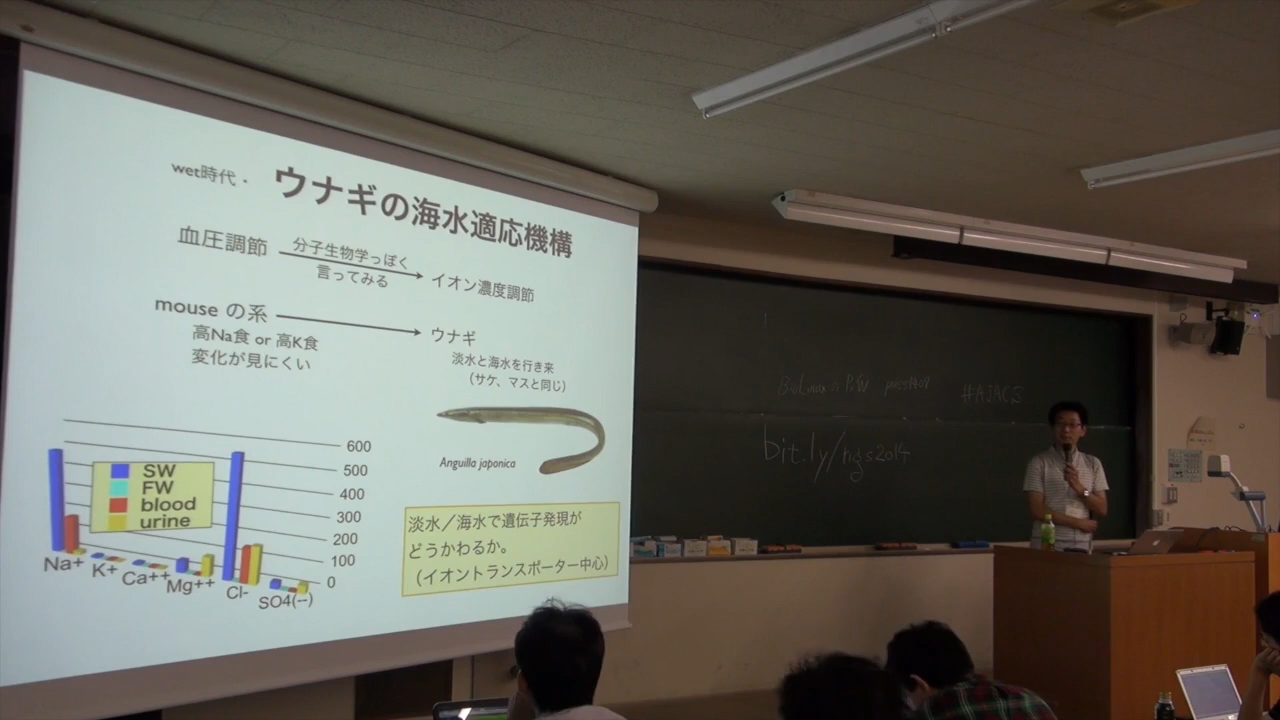 wet時代・
ウナギの海水適応機構
血圧調節
分子生物学っぽく
言ってみる
イオン濃度調節
mouse の系
高Na食 or 高K食
変化が見にくい
ウナギ
淡水と海水を行き来
（サケ、マスと同じ）
Anguilla japonica
SW
FW
blood
urine
600
500
400
300
200
100
0
Na+
K+
Ca++
Mg++
Cl-
SO4(--)
淡水／海水で遺伝子発現が
どうかわるか。
（イオントランスポーター中心）
#AJACS
bit.ly/ngs2014